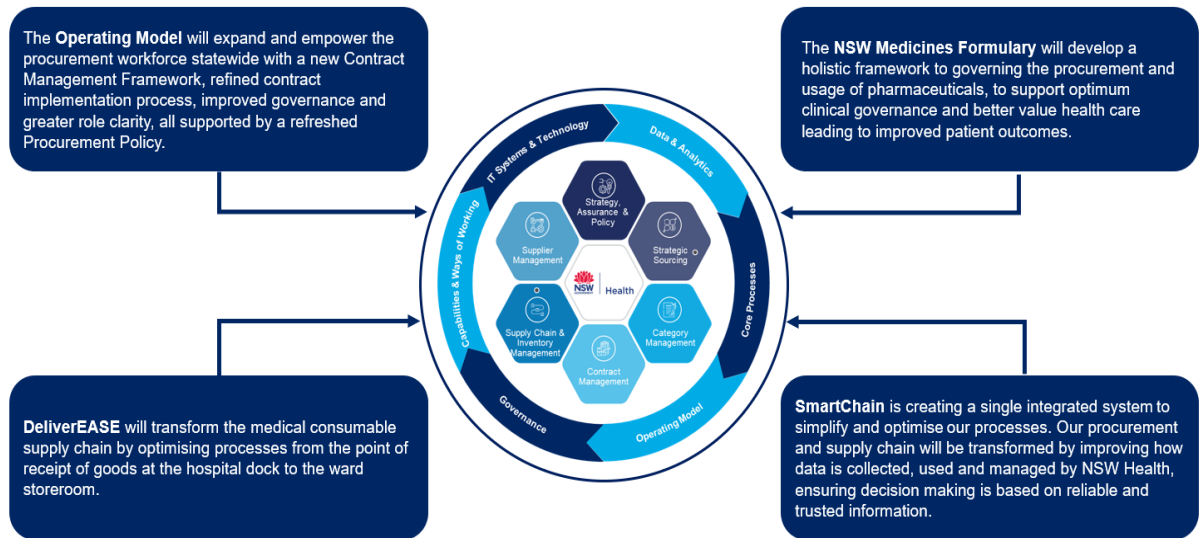 The Operating Model will expand and empower the
procurement workforce statewide with a new Contract
Management Framework, refined contract
implementation process, improved governance and
greater role clarity, all supported by a refreshed
Procurement Policy.
The NSW Medicines Formulary will develop a
holistic framework to governing the procurement and
usage of pharmaceuticals, to support optimum
clinical governance and better value health care
leading to improved patient outcomes.
IT Systems & Technology
Data & Analytics
Core Processes
Operating Model
Governance
Capabilities & Ways of Working
Strategy,
Assurance &
Policy
Strategic
Sourcing
Category
Management
Contract
Management
Supply Chain &
Inventory
Management
Supplier
Management
NSW
GOVERNMENT
Health
DeliverEASE will transform the medical consumable
supply chain by optimising processes from the point of
receipt of goods at the hospital dock to the ward
storeroom.
SmartChain is creating a single integrated system to
simplify and optimise our processes. Our procurement
and supply chain will be transformed by improving how
data is collected, used and managed by NSW Health,
ensuring decision making is based on reliable and
trusted information.